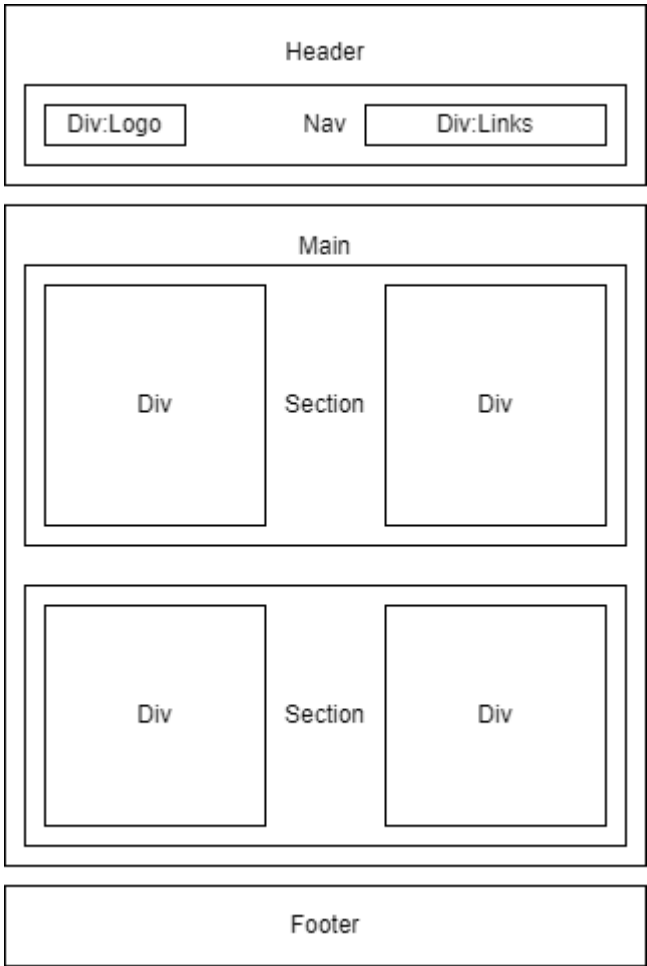 Header
Div:Logo Nav Div:Links
Main
Div Section Div
Div Section Div
Footer